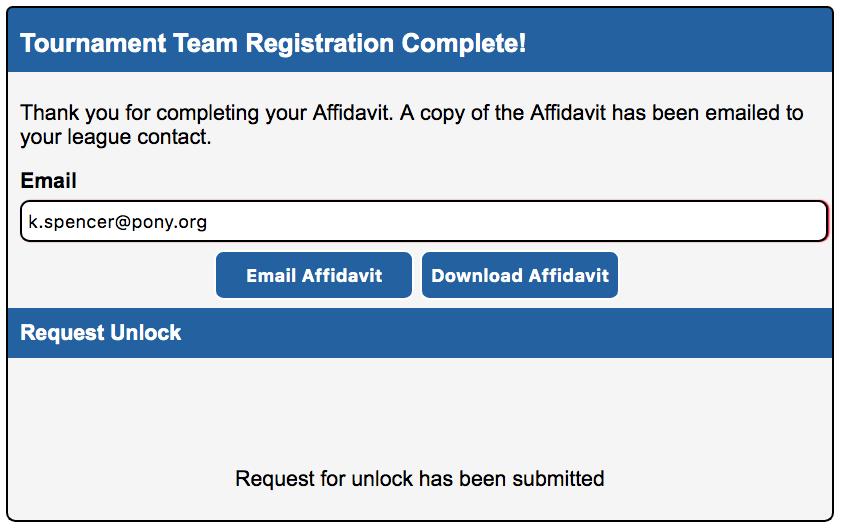 Tournament Team Registration Complete!
Thank you for completing your Affidavit. A copy of the Affidavit has been emailed to
your league contact.
Email
k.spencer@pony.org
Email Affidavit
Download Affidavit
Request Unlock
Request for unlock has been submitted